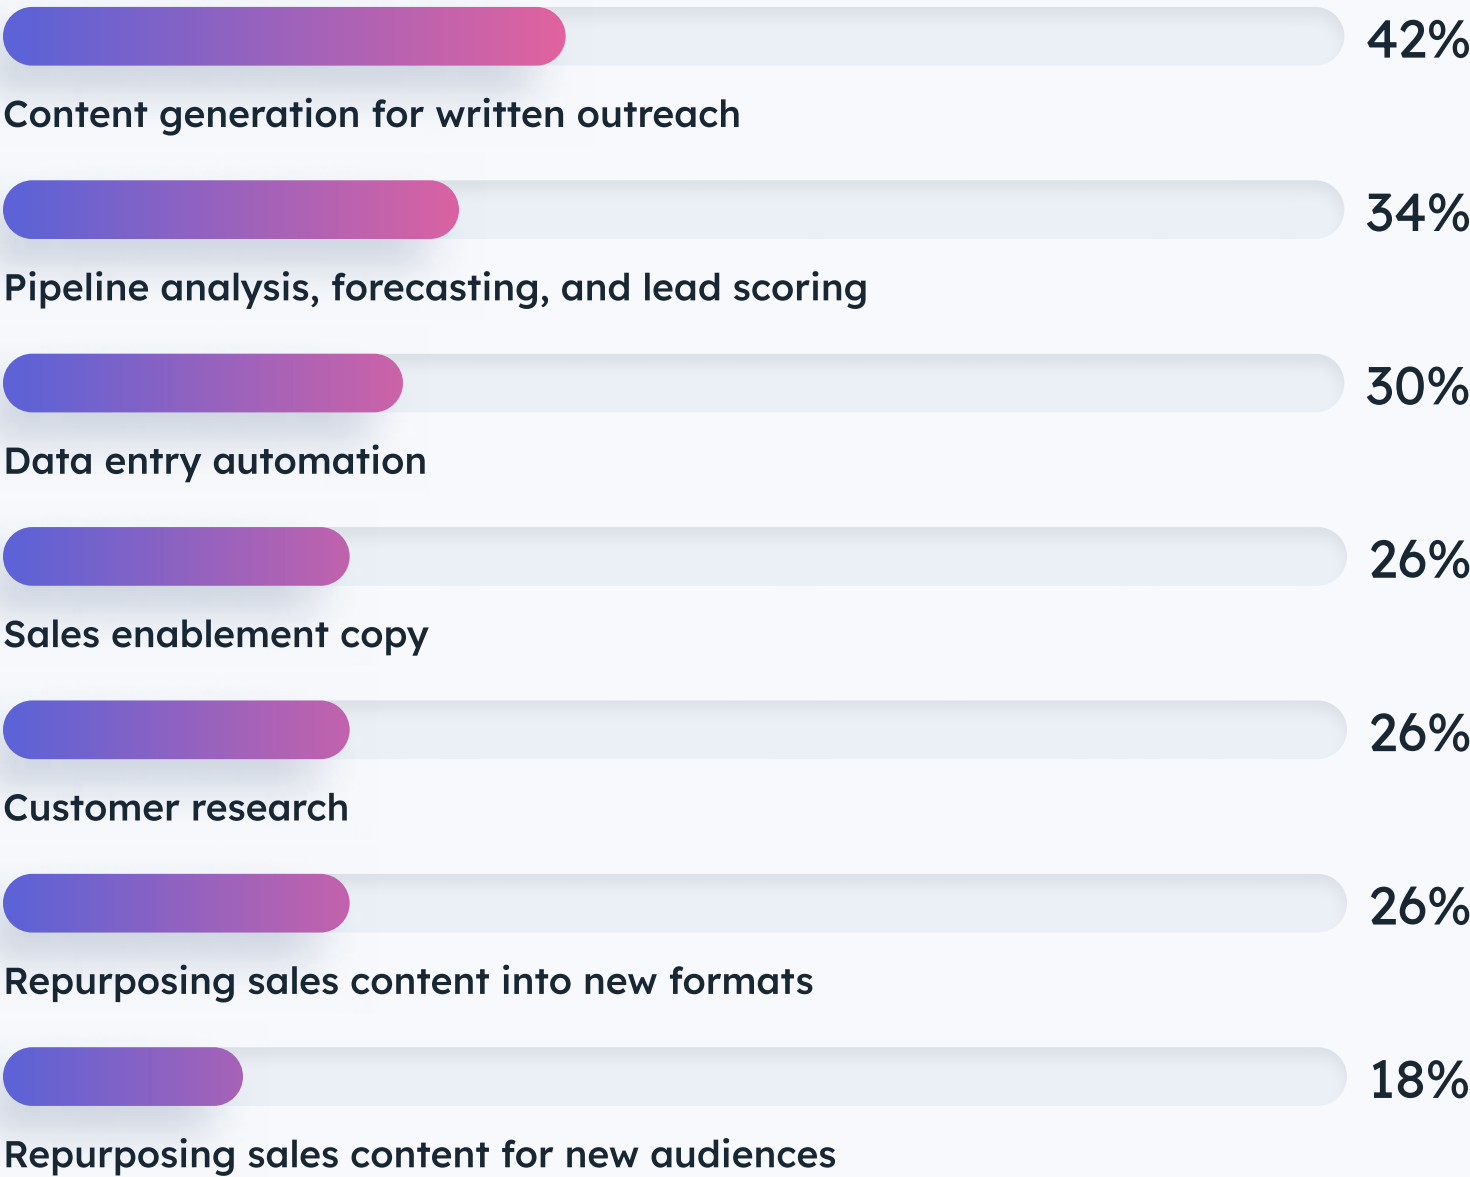 42%
Content generation for written outreach
34%
Pipeline analysis, forecasting, and lead scoring
30%
Data entry automation
26%
Sales enablement copy
26%
Customer research
26%
Repurposing sales content into new formats
18%
Repurposing sales content for new audiences